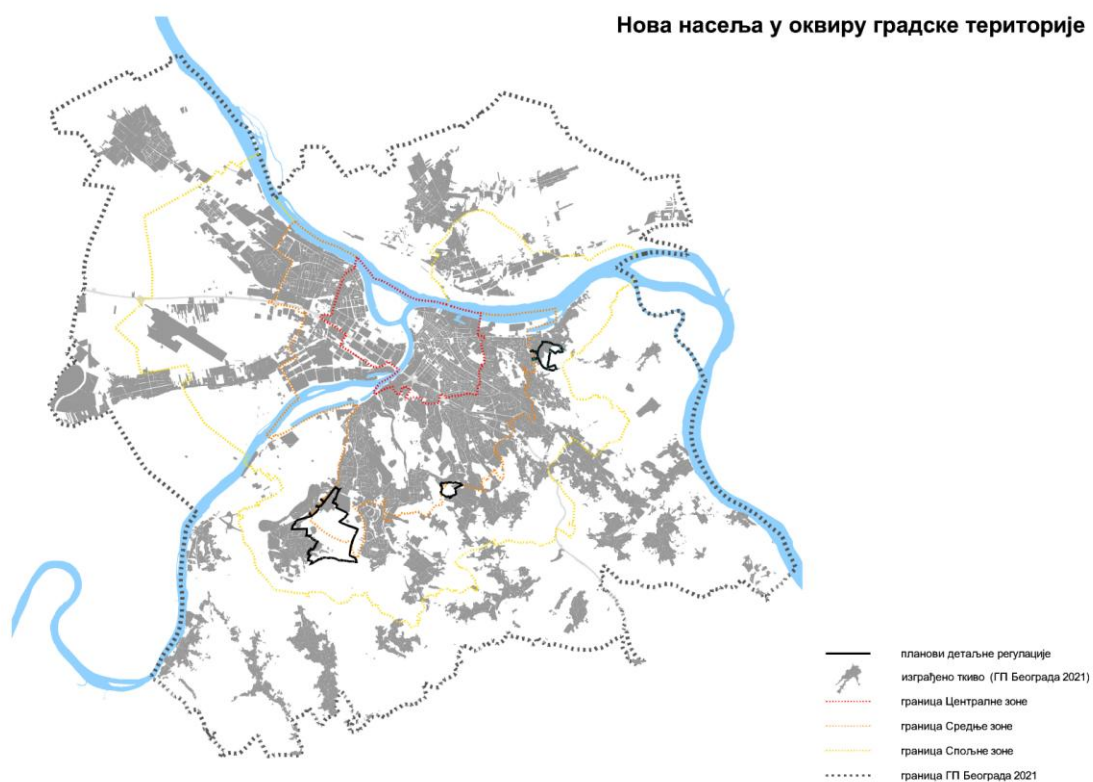 Нова насеља у оквиру градске територије
планови детаљне регулације
изграђено ткиво (ГП Београда 2021)
граница Централне зоне
граница Средње зоне
граница Спољне зоне
граница ГП Београда 2021